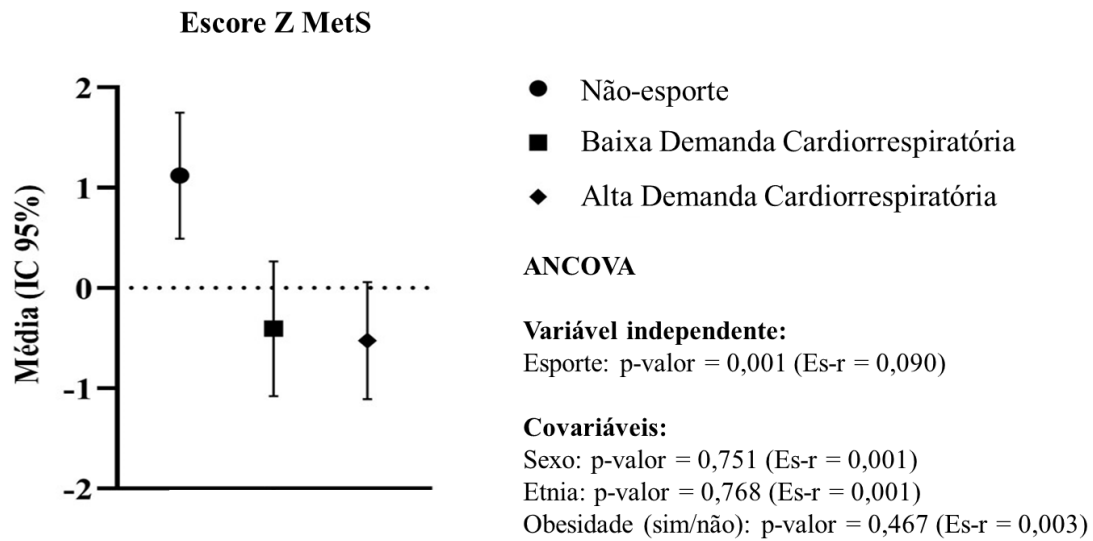 Escore Z MetS
Média (IC 95%)
2
1
0
-1
-2
Não-esporte
Baixa Demanda Cardiorrespiratória
Alta Demanda Cardiorrespiratória
ANCOVA
Variável independente:
Esporte: p-valor = 0,001 (Es-r = 0,090)
Covariáveis:
Sexo: p-valor = 0,751 (Es-r = 0,001)
Etnia: p-valor = 0,768 (Es-r = 0,001)
Obesidade (sim/não): p-valor = 0,467 (Es-r = 0,003)